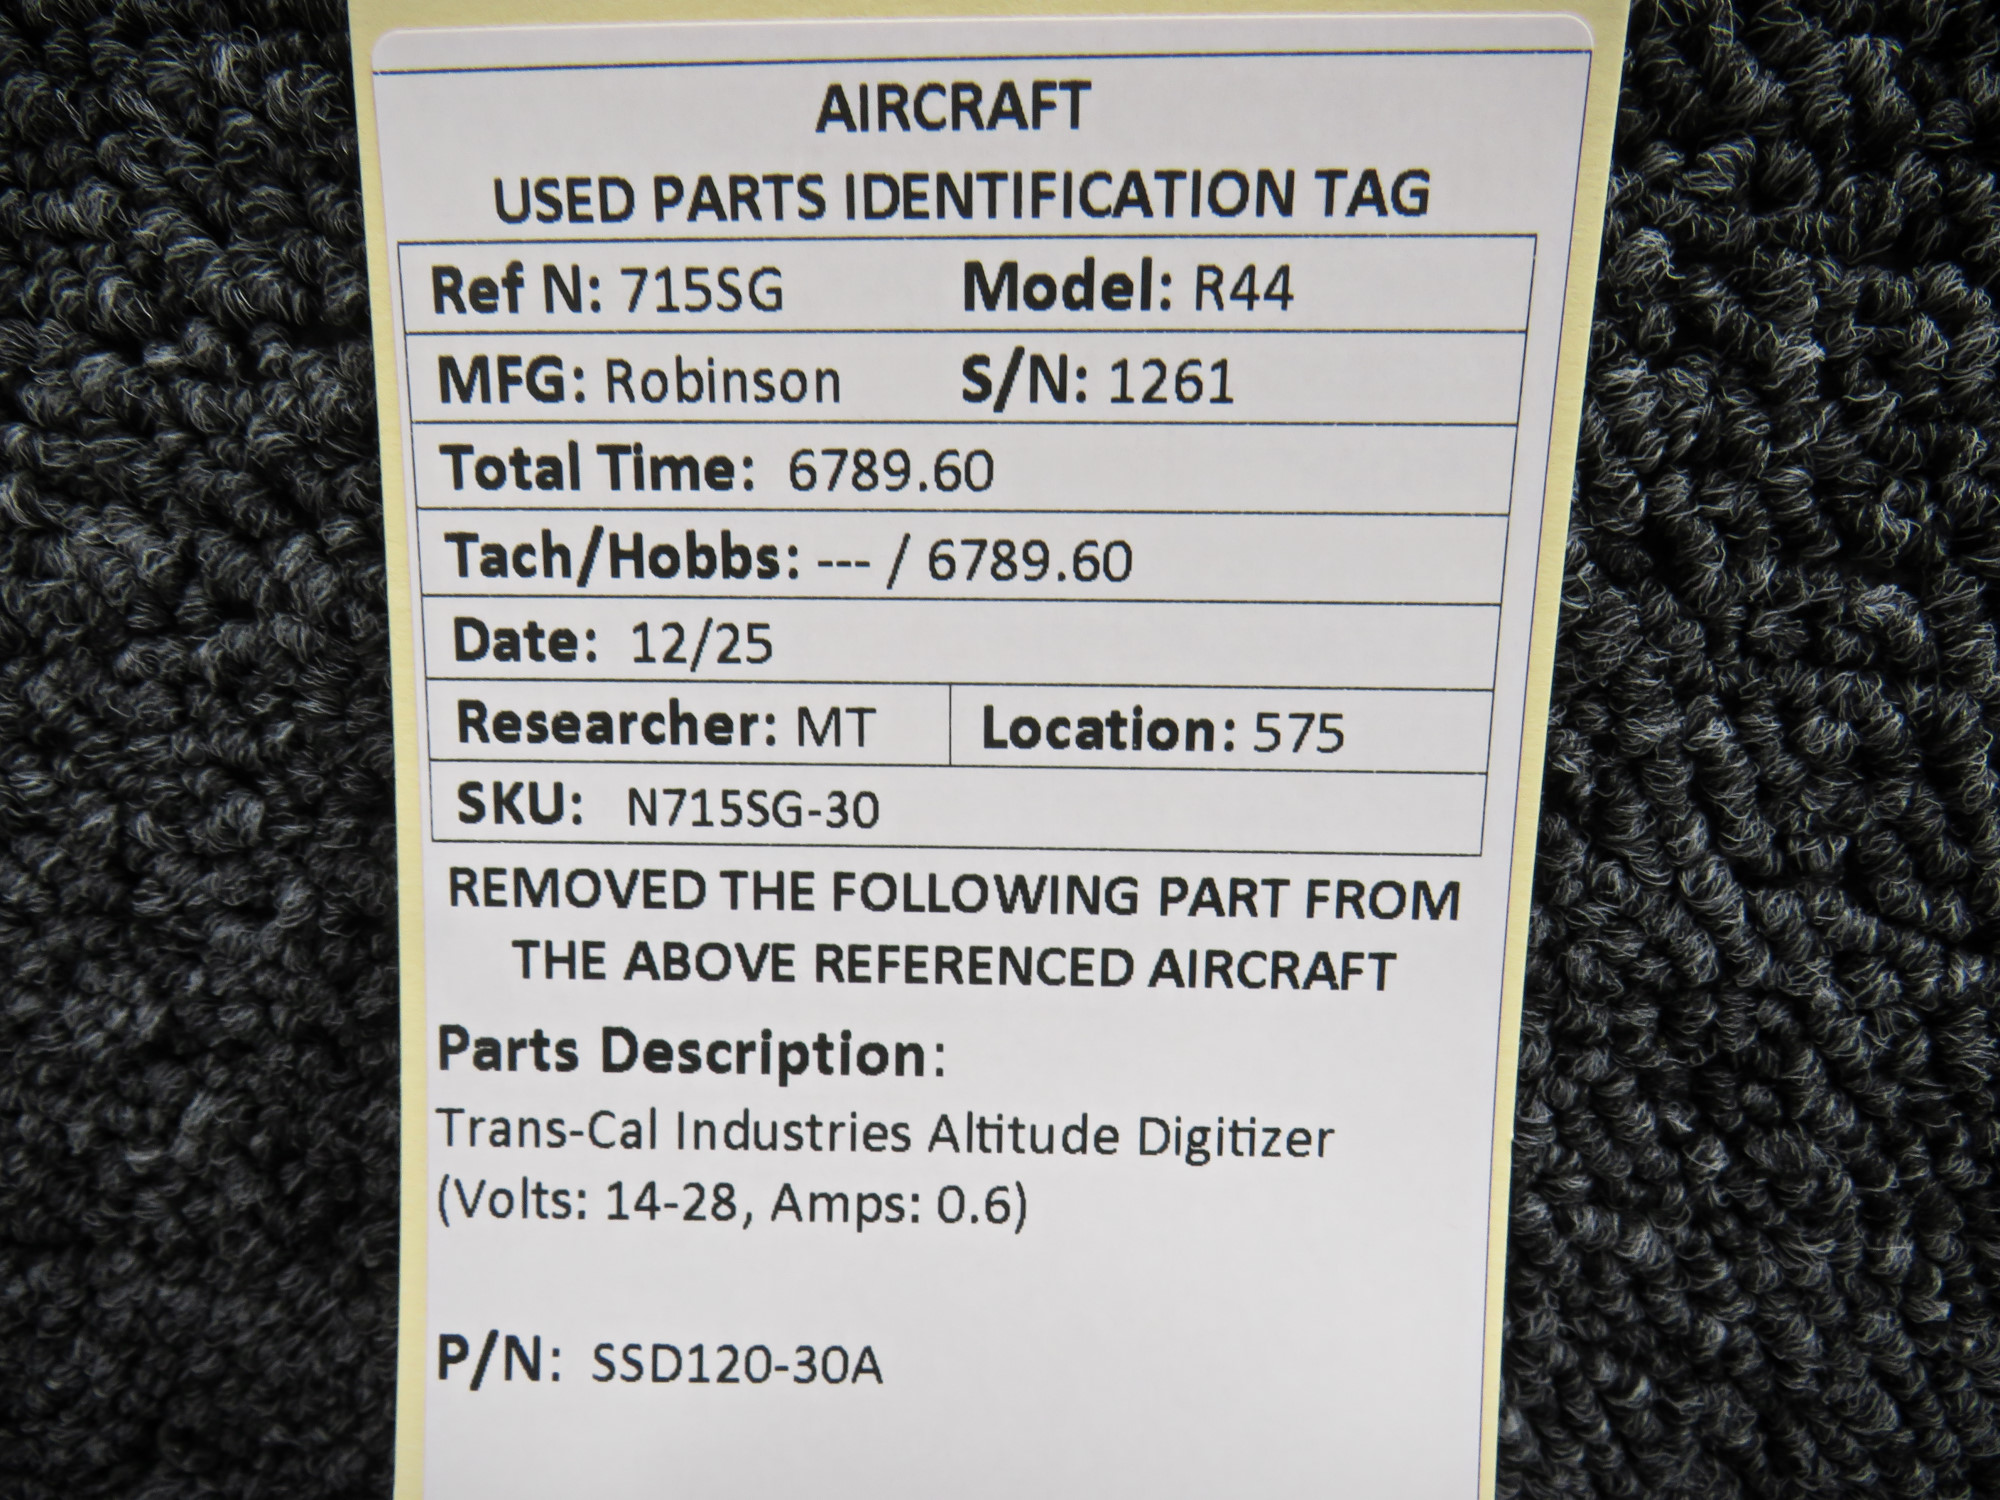 AIRCRAFT
USED PARTS IDENTIFICATION TAG
Ref N: 715SG Model: R44
MFG: Robinson S/N: 1261
Total Time: 6789.60
Tach/Hobbs: --- / 6789.60
Date: 12/25
Researcher: MT Location: 575
SKU: N715SG-30
REMOVED THE FOLLOWING PART FROM
THE ABOVE REFERENCED AIRCRAFT
Parts Description:
Trans-Cal Industries Altitude Digitizer
(Volts: 14-28, Amps: 0.6)
P/N: SSD120-30A